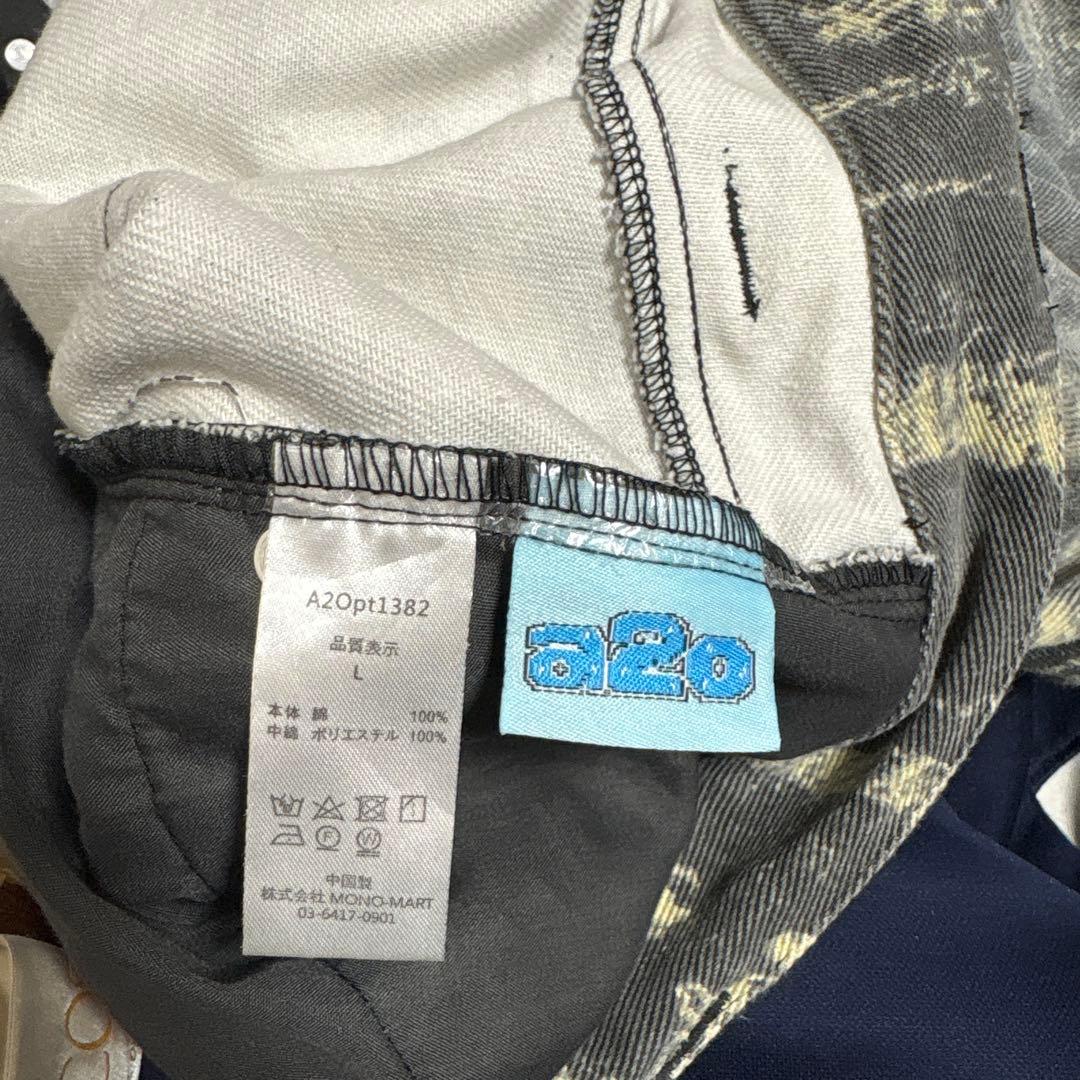 A2Opt1382
品質表示
L
本体 綿 100%
中綿 ポリエステル 100%
F W
中国製
株式会社 MONO-MART
03-6417-0901
a2o